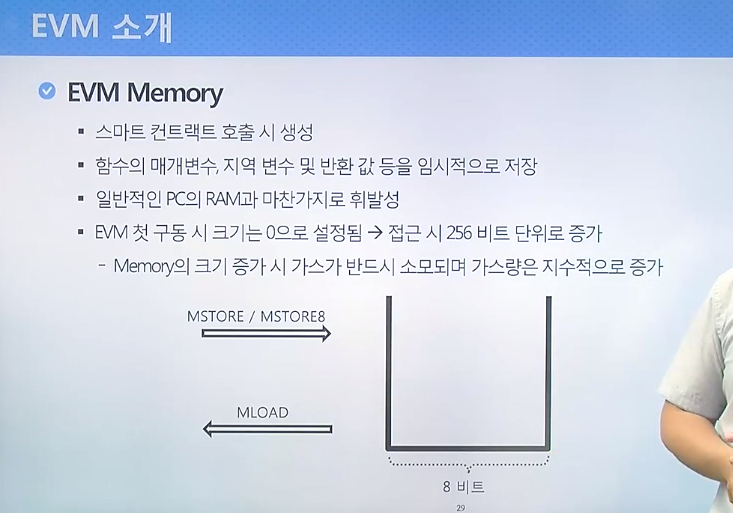 EVM 소개
EVM Memory
스마트 컨트랙트 호출 시 생성
함수의 매개변수, 지역 변수 및 반환 값 등을 임시적으로 저장
일반적인 PC의 RAM과 마찬가지로 휘발성
EVM 첫 구동 시 크기는 0으로 설정됨 → 접근 시 256 비트 단위로 증가
- Memory의 크기 증가 시 가스가 반드시 소모되며 가스량은 지수적으로 증가
MSTORE / MSTORE8
MLOAD
8 비트
29